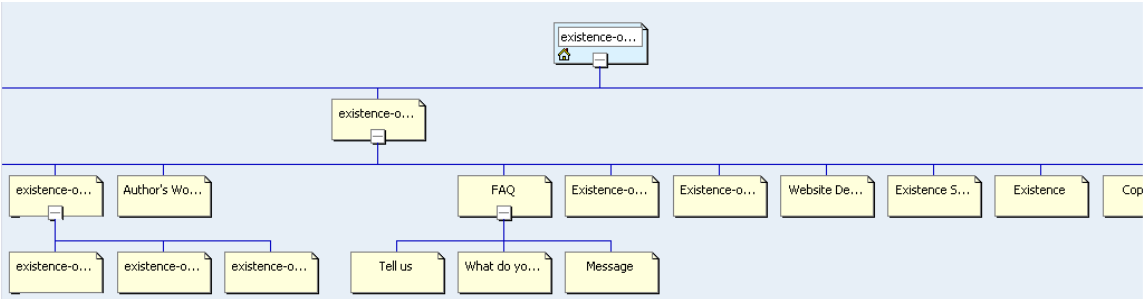 existence-o...
existence-o...
existence-o...
Author's Wo...
FAQ
Existence-o...
Existence-o...
Website De...
Existence S...
Existence
Cop
existence-o...
existence-o...
existence-o...
Tell us
What do yo...
Message